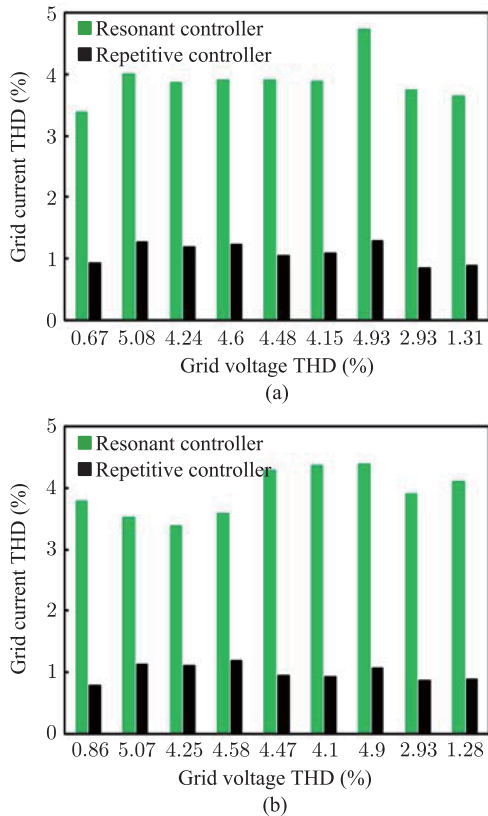 5
Resonant controller
Repetitive controller
4
3
2
1
0
Grid current THD (%)
0.67 5.08 4.24 4.6 4.48 4.15 4.93 2.93 1.31
Grid voltage THD (%)
(a)
5
Resonant controller
Repetitive controller
4
3
2
1
0
Grid current THD (%)
0.86 5.07 4.25 4.58 4.47 4.1 4.9 2.93 1.28
Grid voltage THD (%)
(b)